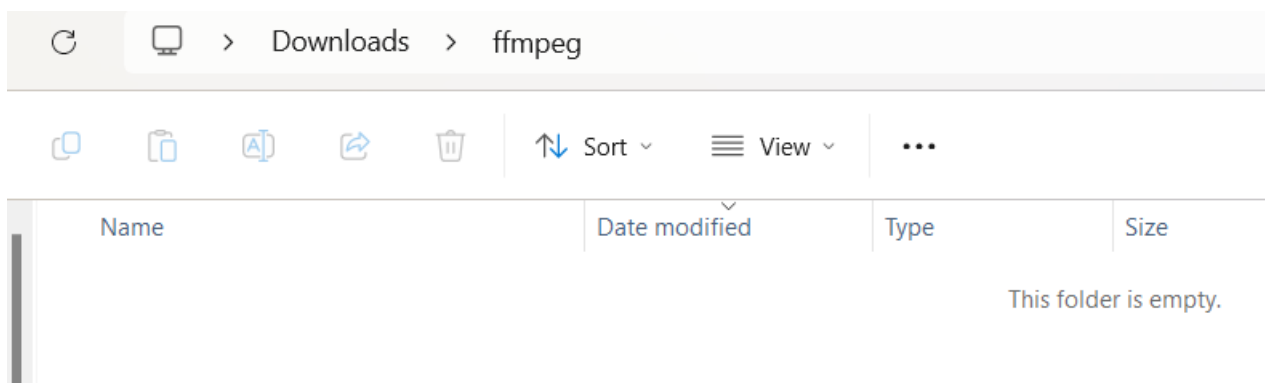 Downloads > ffmpeg
Sort View
Name Date modified Type Size
This folder is empty.